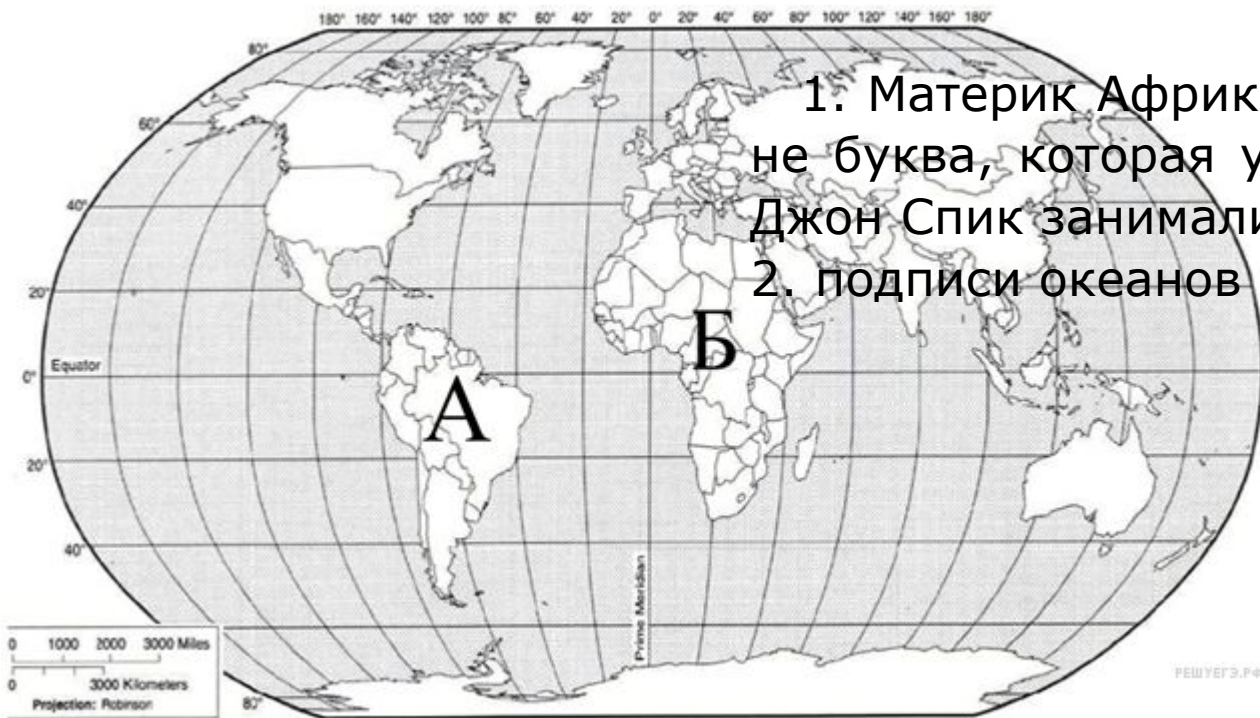 180° 160° 140° 120° 100° 80° 60° 40° 20° 0° 20° 40° 60° 80° 100° 120° 140° 160° 180°
80°
1. Материк Африк
60°
не буква, которая у
40°
Джон Спик занимали
2. подписи океанов
20°
Б
Equator
0°
А
20°
40°
Prime Meridian
0 1000 2000 3000 Miles
0 3000 Kilometers
Projection: Robinson
80°
РЕШУЕГЭ.РФ